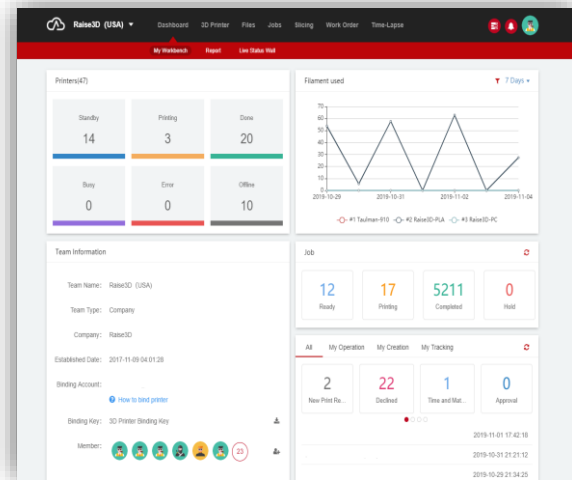 Raise3D (USA)
Dashboard
3D Printer
Files
Jobs
Slicing
Work Order
Time-Lapse
My Workbench
Report
Live Status Wall
Printers(47)
Standby
14
Printing
3
Done
20
Busy
0
Error
0
Offline
10
Filament used
7 Days
70
60
50
40
30
20
10
0
2019-10-29
2019-10-31
2019-11-02
2019-11-04
#1 Taulman-910
#2 Raise3D-PLA
#3 Raise3D-PC
Team Information
Team Name: Raise3D (USA)
Team Type: Company
Company: Raise3D
Established Date: 2017-11-09 04:01:28
Binding Account:
How to bind printer
Binding Key: 3D Printer Binding Key
Member:
23
Job
12
Ready
17
Printing
5211
Completed
0
Held
All
My Operation
My Creation
My Tracking
2
New Print Re...
22
Declined
1
Time and Mat...
0
Approval
2019-11-01 17:42:18
2019-10-31 21:21:12
2019-10-29 21:34:25